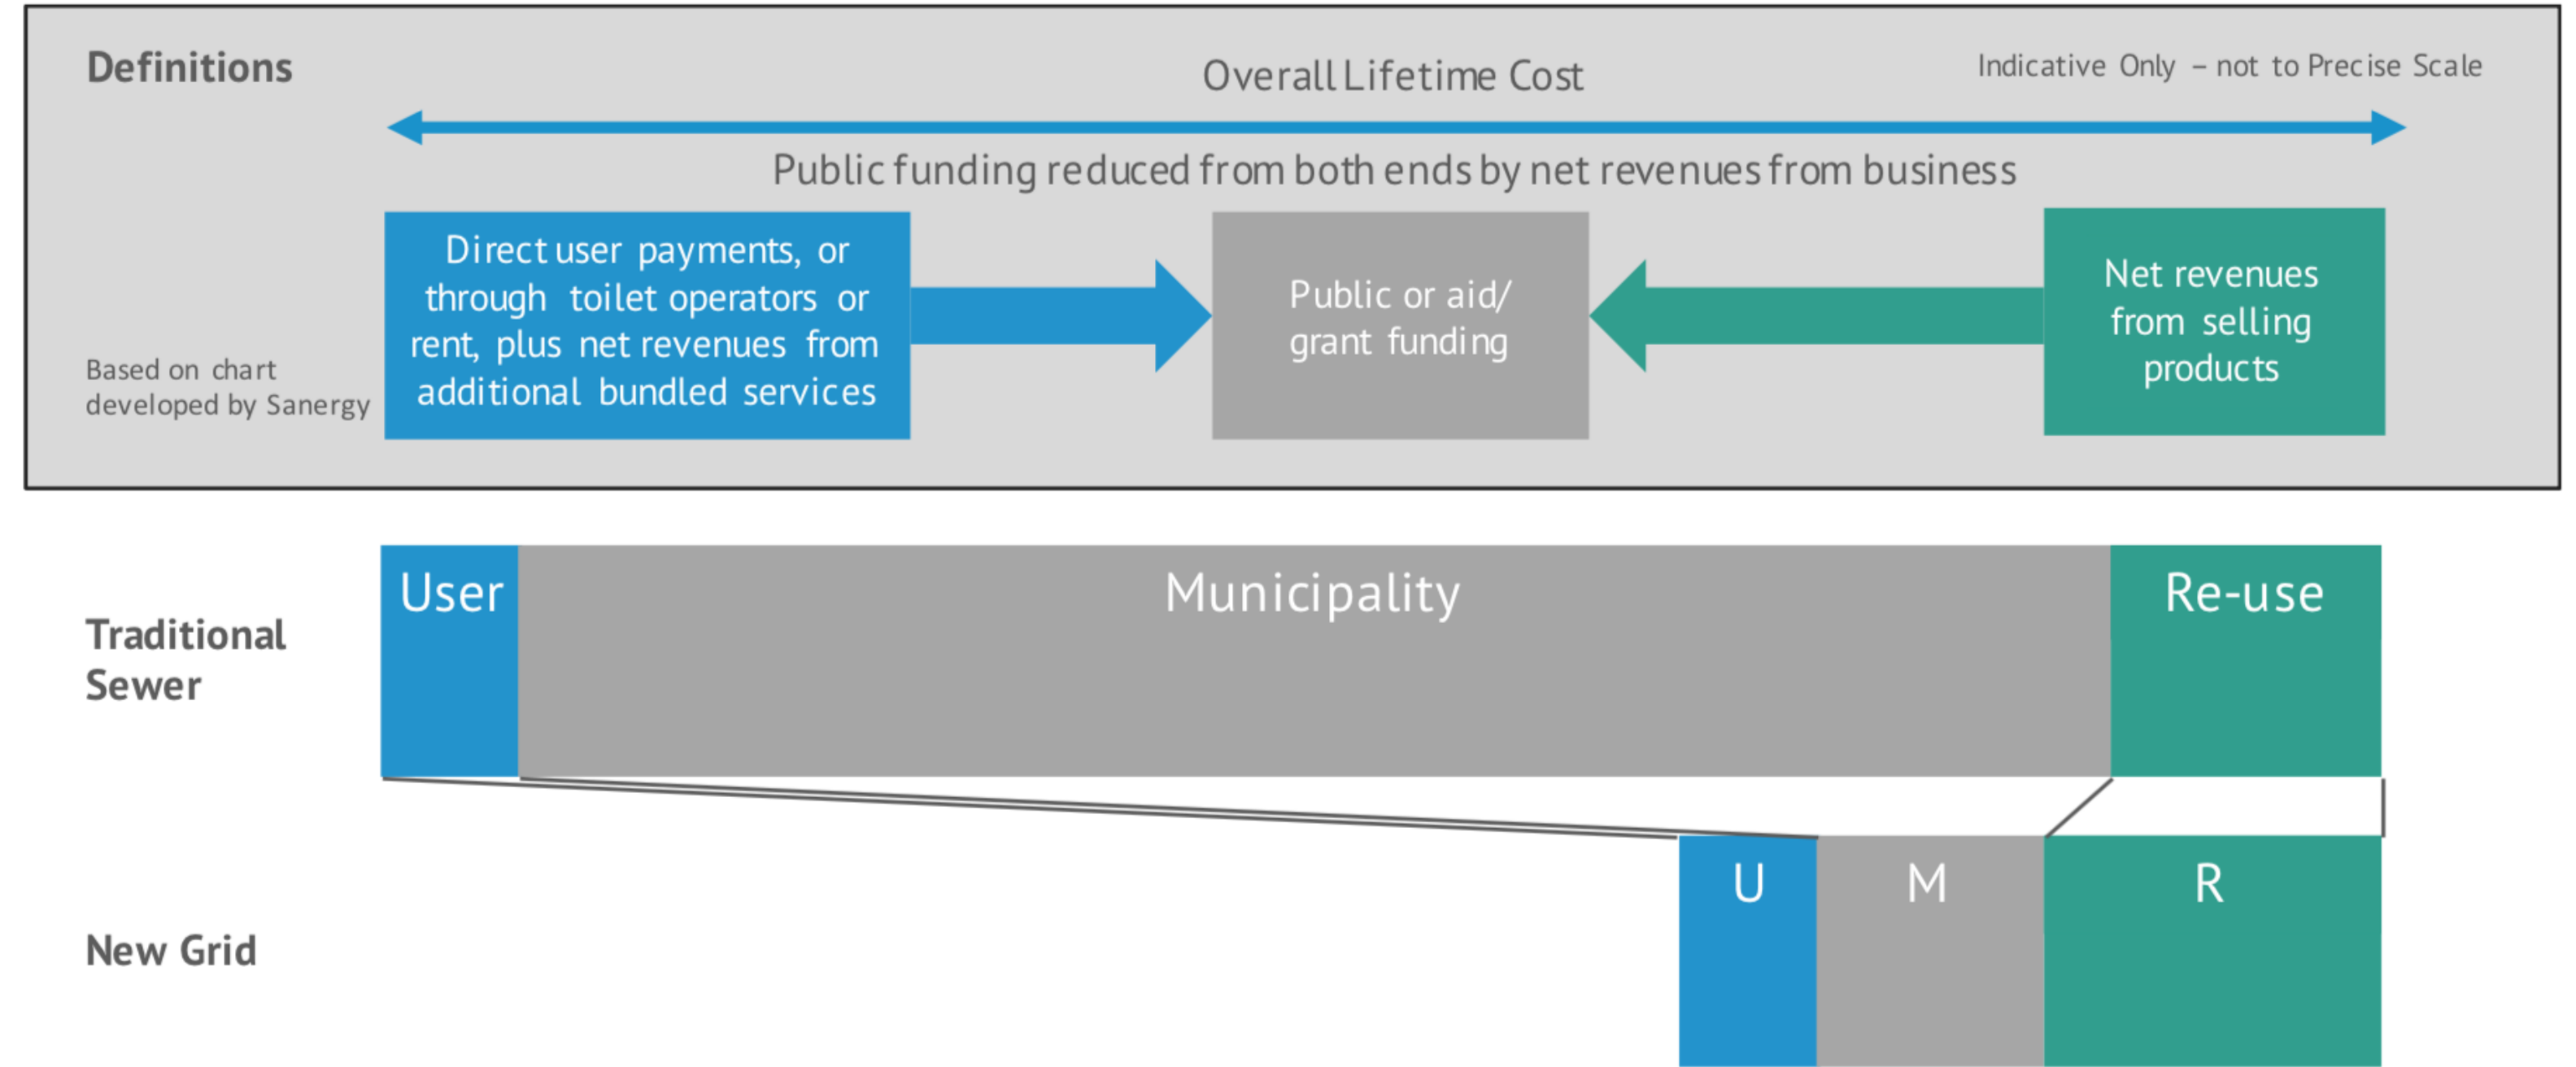 Definitions
Overall Lifetime Cost
Indicative Only – not to Precise Scale
Public funding reduced from both ends by net revenues from business
Direct user payments, or
through toilet operators or
rent, plus net revenues from
additional bundled services
Public or aid/
grant funding
Net revenues
from selling
products
Based on chart
developed by Sanergy
Traditional
Sewer
User
Municipality
Re-use
New Grid
U
M
R